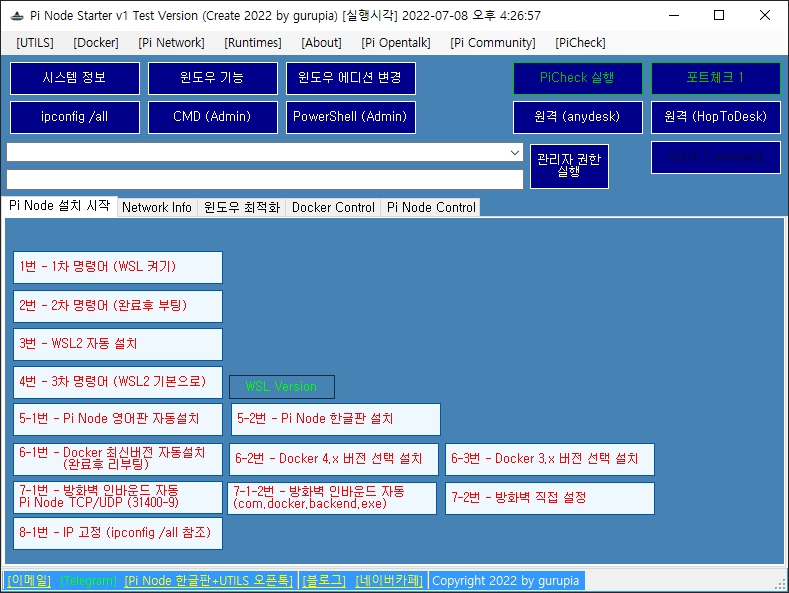 Pi Node Starter v1 Test Version (Create 2022 by gurupia) [실행시각] 2022-07-08 오후 4:26:57
[UTILS] [Docker] [Pi Network] [Runtimes] [About] [Pi Opentalk] [Pi Community] [PiCheck]
시스템 정보 윈도우 기능 윈도우 에디션 변경 PiCheck 실행 포트체크 1
ipconfig /all CMD (Admin) PowerShell (Admin) 원격 (anydesk) 원격 (HopToDesk)
관리자 권한
실행
Quick Command
Pi Node 설치 시작 Network Info 윈도우 최적화 Docker Control Pi Node Control
1번 - 1차 명령어 (WSL 켜기)
2번 - 2차 명령어 (완료후 부팅)
3번 - WSL2 자동 설치
4번 - 3차 명령어 (WSL2 기본으로) WSL Version
5-1번 - Pi Node 영어판 자동설치 5-2번 - Pi Node 한글판 설치
6-1번 - Docker 최신버전 자동설치
(완료후 리부팅)
6-2번 - Docker 4.x 버전 선택 설치 6-3번 - Docker 3.x 버전 선택 설치
7-1번 - 방화벽 인바운드 자동
Pi Node TCP/UDP (31400-9)
7-1-2번 - 방화벽 인바운드 자동
(com.docker.backend.exe)
7-2번 - 방화벽 직접 설정
8-1번 - IP 고정 (ipconfig /all 참조)
[이메일] [Telegram] [Pi Node 한글판+UTILS 오픈톡] [블로그] [네이버카페] Copyright 2022 by gurupia